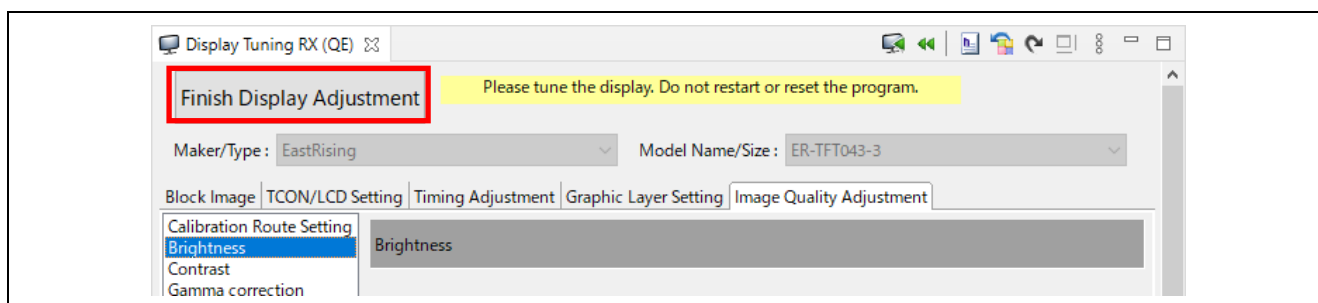 Display Tuning RX (QE)
Finish Display Adjustment
Please tune the display. Do not restart or reset the program.
Maker/Type : EastRising Model Name/Size : ER-TFT043-3
Block Image TCON/LCD Setting Timing Adjustment Graphic Layer Setting Image Quality Adjustment
Calibration Route Setting
Brightness Brightness
Contrast
Gamma correction